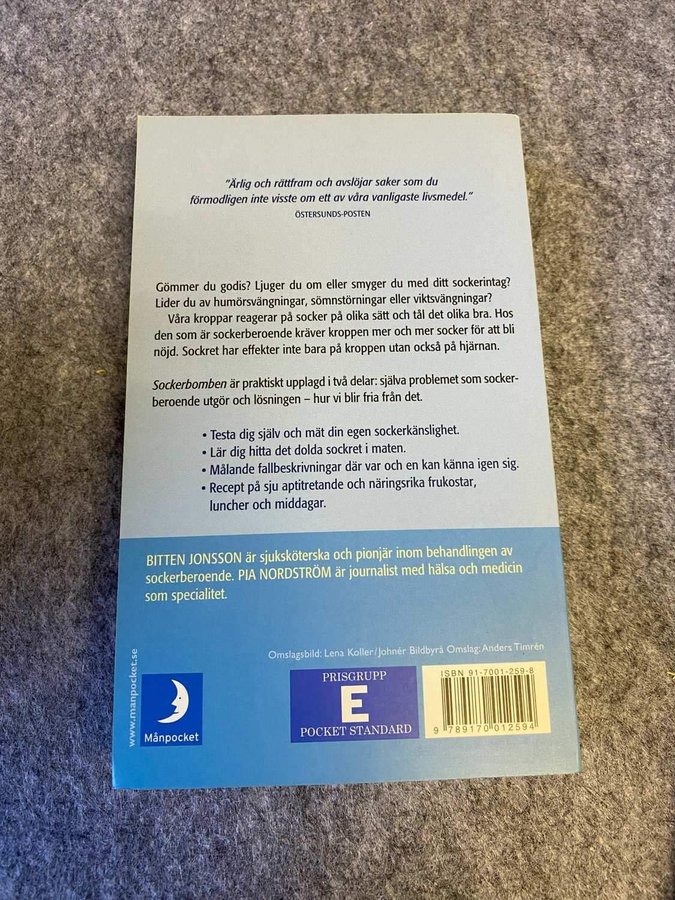 ”Ärlig och rättfram och avslöjar saker som du
förmodligen inte visste om ett av våra vanligaste livsmedel.”
ÖSTERSUNDS-POSTEN
Gömmer du godis? Ljuger du om eller smyger du med ditt sockerintag?
Lider du av humörsvängningar, sömnstörningar eller viktsvängningar?
Våra kroppar reagerar på socker på olika sätt och tål det olika bra. Hos
den som är sockerberoende kräver kroppen mer och mer socker för att bli
nöjd. Sockret har effekter inte bara på kroppen utan också på hjärnan.
Sockerbomben är praktiskt upplagd i två delar: själva problemet som socker-
beroende utgör och lösningen – hur vi blir fria från det.
• Testa dig själv och mät din egen sockerkänslighet.
• Lär dig hitta det dolda sockret i maten.
• Målande fallbeskrivningar där var och en kan känna igen sig.
• Recept på sju aptitretande och näringsrika frukostar,
luncher och middagar.
BITTEN JONSSON är sjuksköterska och pionjär inom behandlingen av
sockerberoende. PIA NORDSTRÖM är journalist med hälsa och medicin
som specialitet.
Omslagsbild: Lena Koller/Johnér Bildbyrå Omslag: Anders Timrén
www.manpocket.se
Månpocket
PRISGRUPP
E
POCKET STANDARD
ISBN 91-7001-259-8
9 789170 012594